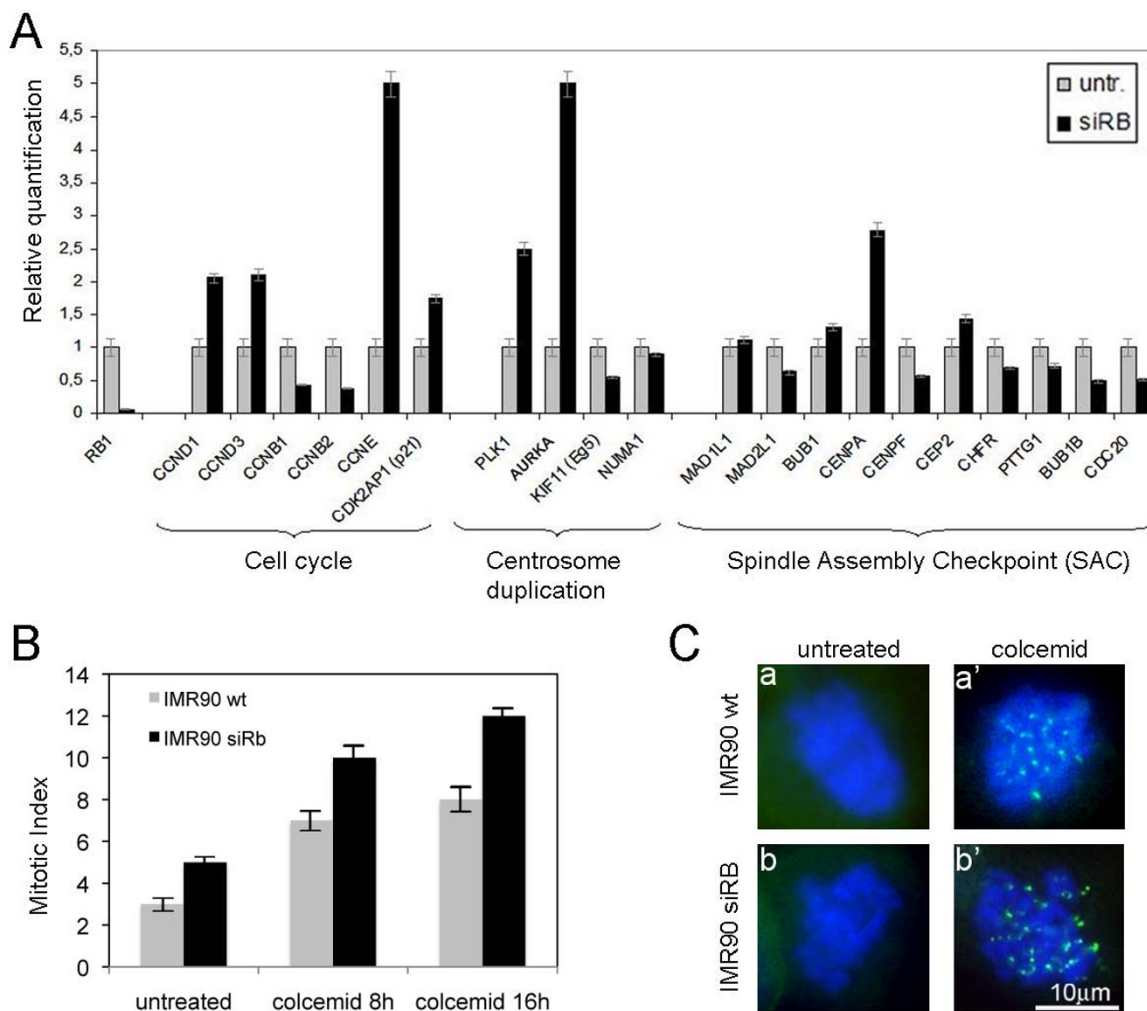 A
Relative quantification
5,5
5
4,5
4
3,5
3
2,5
2
1,5
1
0,5
0
untr.
siRB
RB1
CCND1
CCND3
CCNB1
CCNB2
CCNE
CDK2AP1 (p21)
PLK1
AURKA
KIF11 (Eg5)
NUMA1
MAD1L1
MAD2L1
BUB1
CENPA
CENPF
CEP2
CHFR
PTTG1
BUB1B
CDC20
Cell cycle
Centrosome
duplication
Spindle Assembly Checkpoint (SAC)
B
Mitotic Index
14
12
10
8
6
4
2
0
IMR90 wt
IMR90 siRb
untreated
colcemid 8h
colcemid 16h
C
untreated
colcemid
IMR90 wt
a
a'
IMR90 siRB
b
b'
10µm